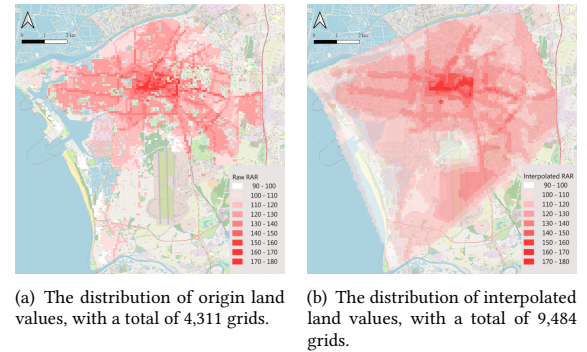 0 1 2 km
Raw RAR
90 - 100
100 - 110
110 - 120
120 - 130
130 - 140
140 - 150
150 - 160
160 - 170
170 - 180
0 1 2 km
Interpolated RAR
90 - 100
100 - 110
110 - 120
120 - 130
130 - 140
140 - 150
150 - 160
160 - 170
170 - 180
(a) The distribution of origin land
values, with a total of 4,311 grids.
(b) The distribution of interpolated
land values, with a total of 9,484
grids.